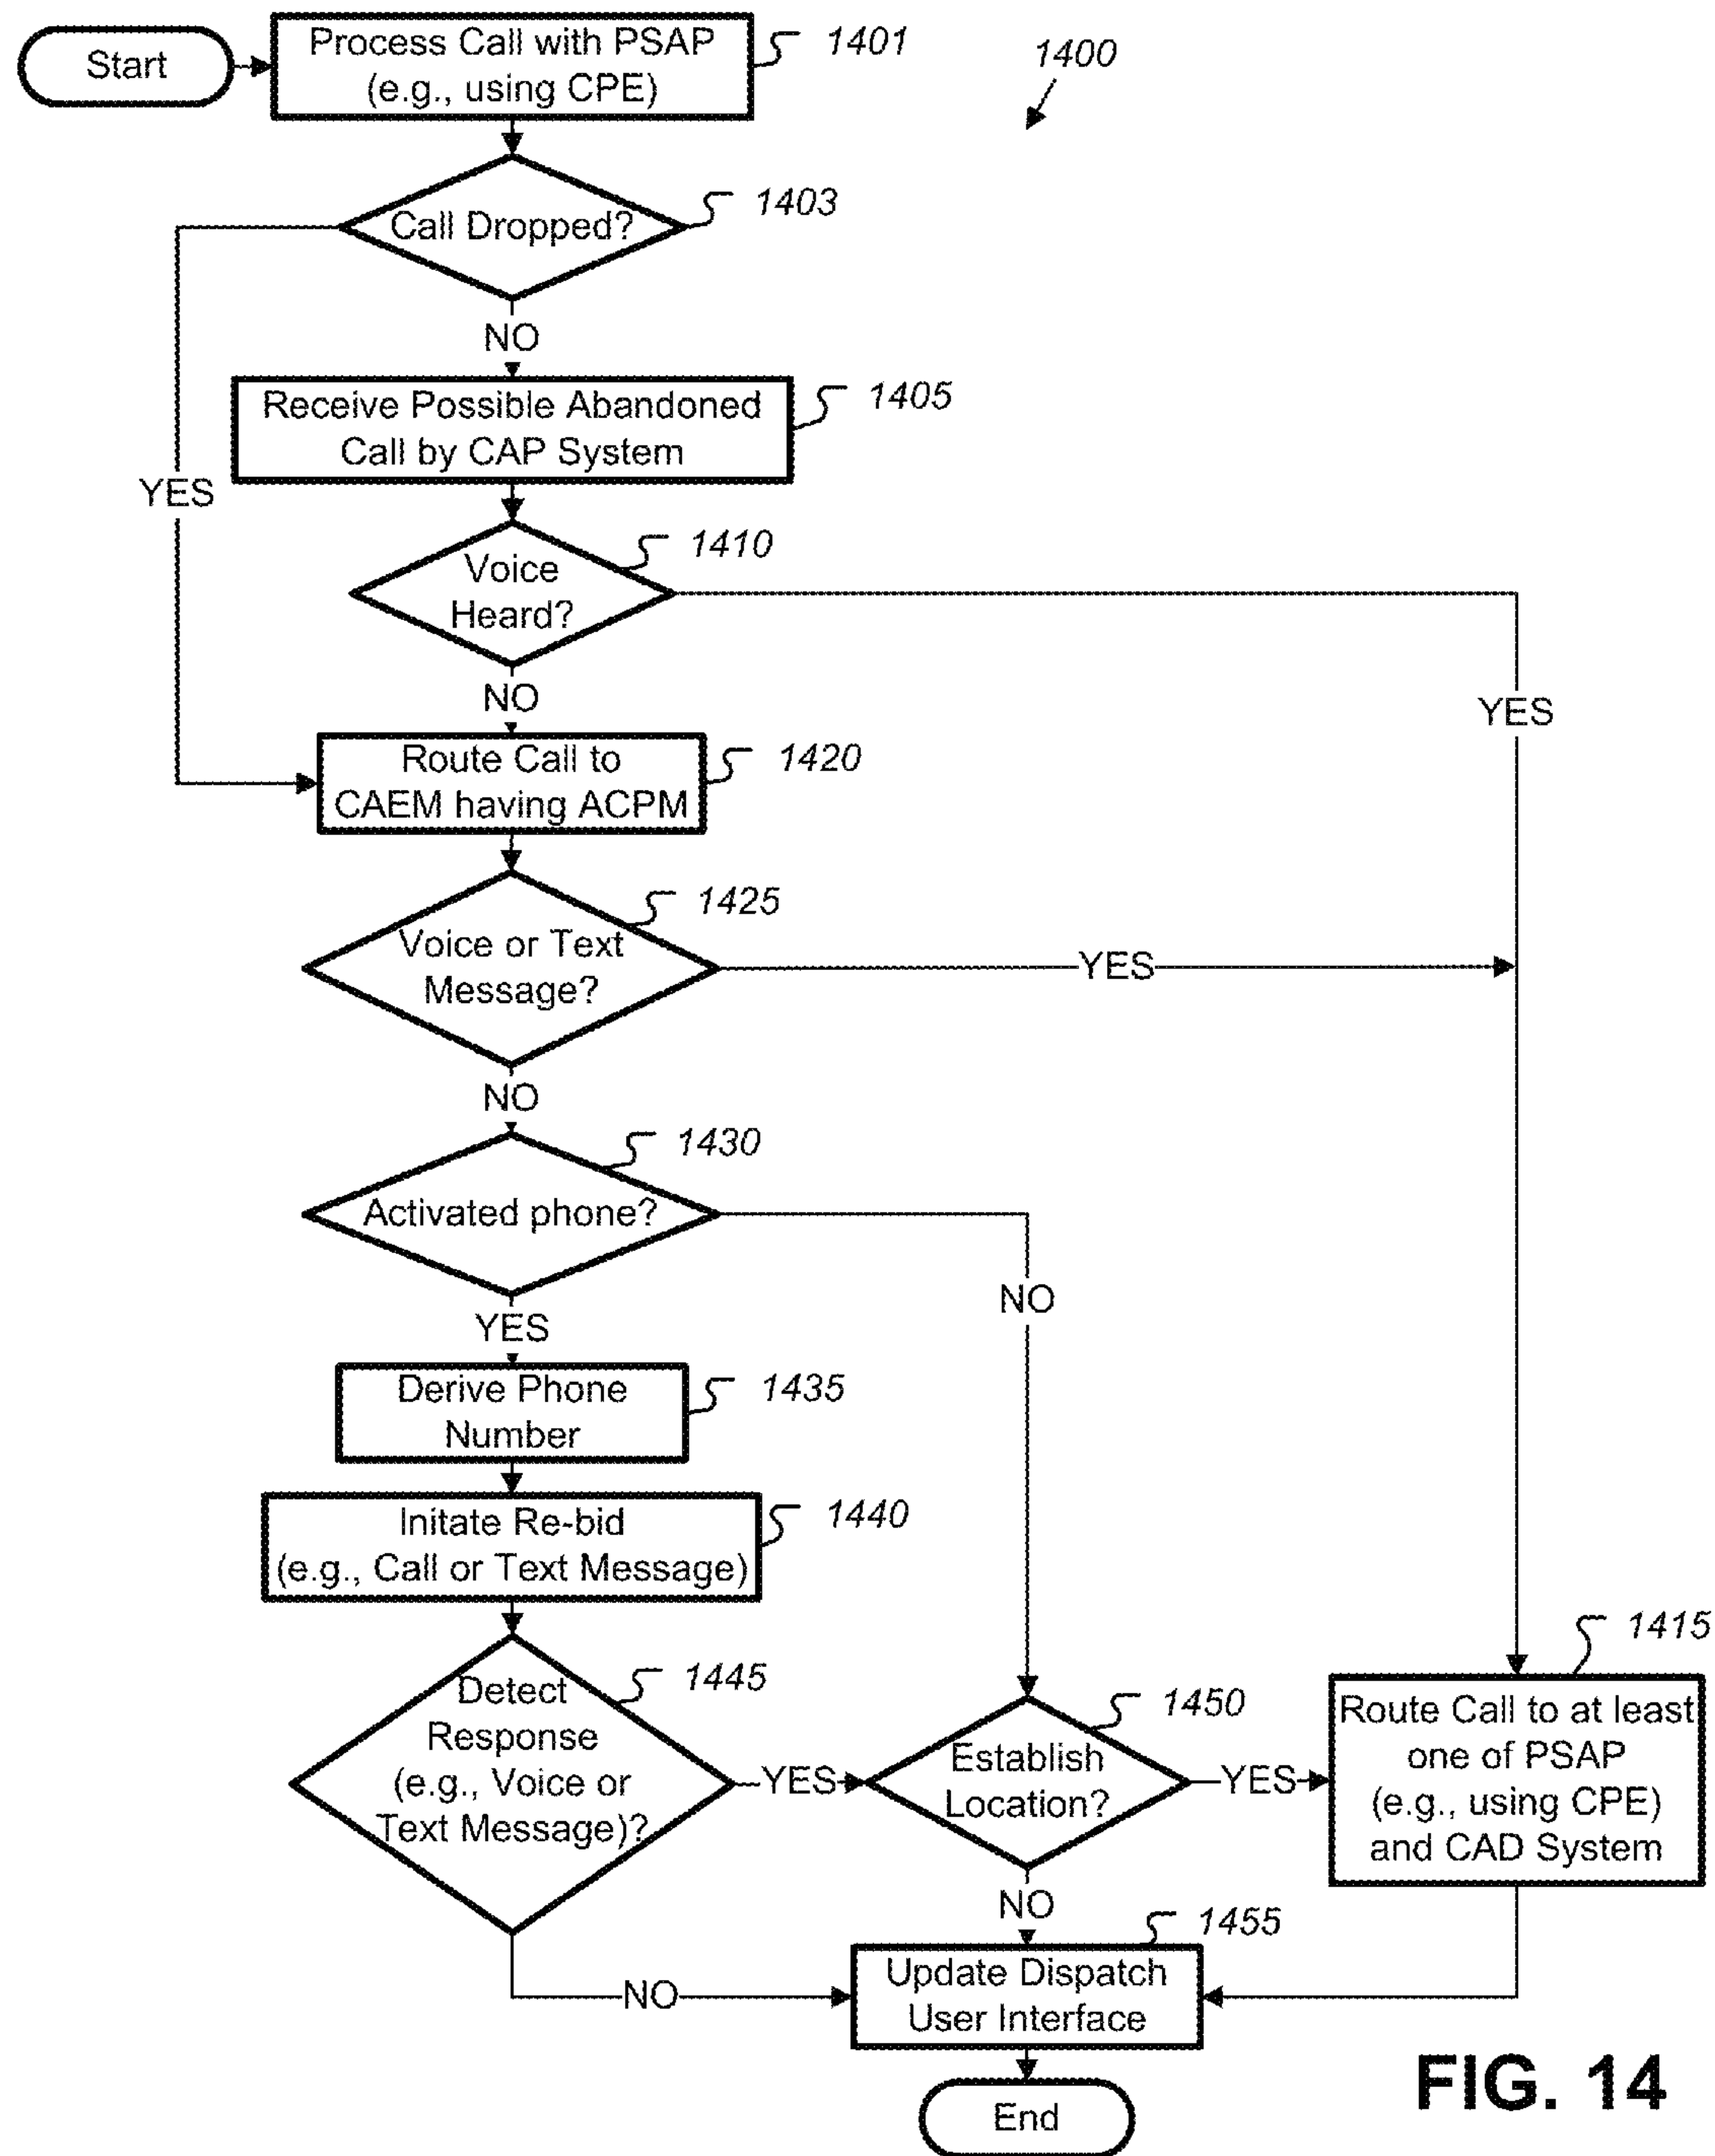 Start
Process Call with PSAP
(e.g., using CPE)
1401
1400
Call Dropped?
1403
NO
YES
Receive Possible Abandoned
Call by CAP System
1405
Voice
Heard?
1410
NO
YES
Route Call to
CAEM having ACPM
1420
Voice or Text
Message?
1425
YES
NO
Activated phone?
1430
NO
YES
Derive Phone
Number
1435
Initate Re-bid
(e.g., Call or Text Message)
1440
Detect
Response
(e.g., Voice or
Text Message)?
1445
YES
NO
Establish
Location?
1450
YES
NO
Route Call to at least
one of PSAP
(e.g., using CPE)
and CAD System
1415
Update Dispatch
User Interface
1455
End
FIG. 14